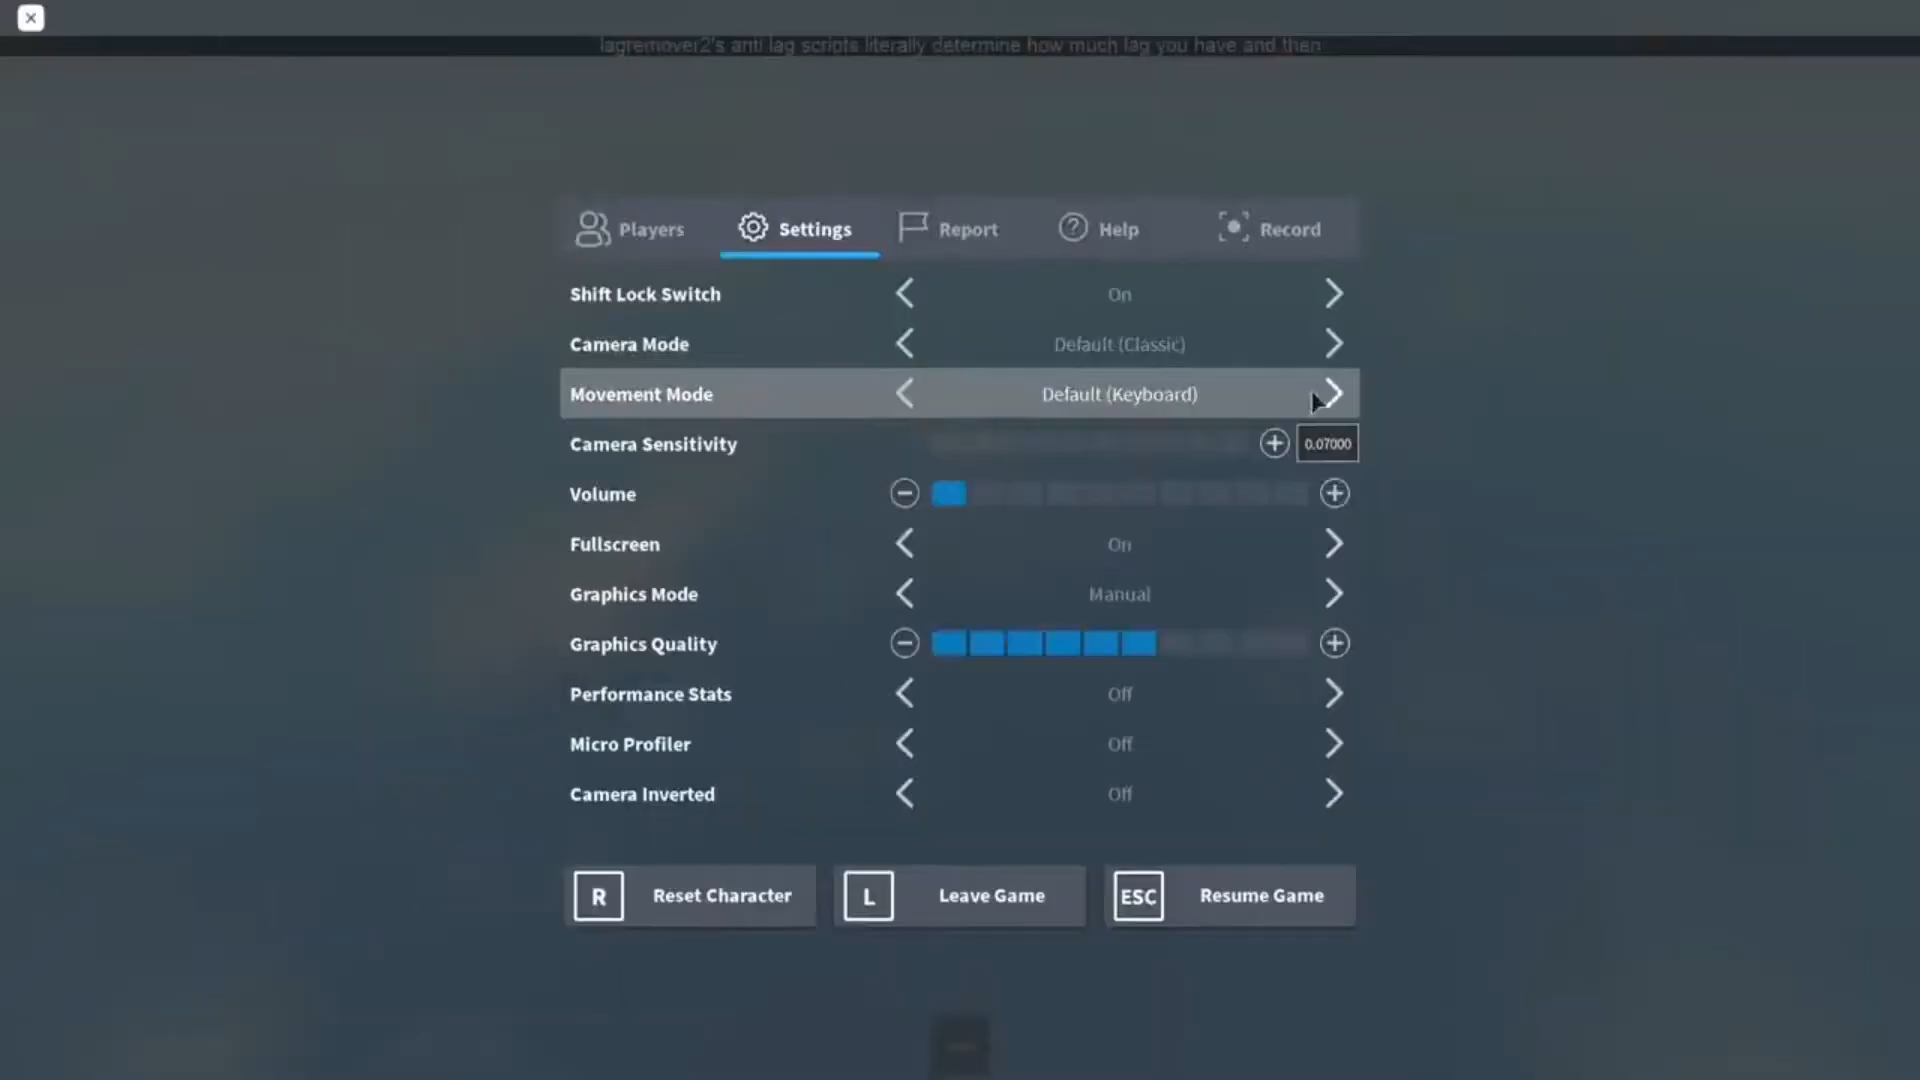 lagremover2's anti lag scripts literally determine how much lag you have and then
Players Settings Report Help Record
Shift Lock Switch On
Camera Mode Default (Classic)
Movement Mode Default (Keyboard)
Camera Sensitivity 0.07000
Volume
Fullscreen On
Graphics Mode Manual
Graphics Quality
Performance Stats Off
Micro Profiler Off
Camera Inverted Off
R Reset Character L Leave Game ESC Resume Game